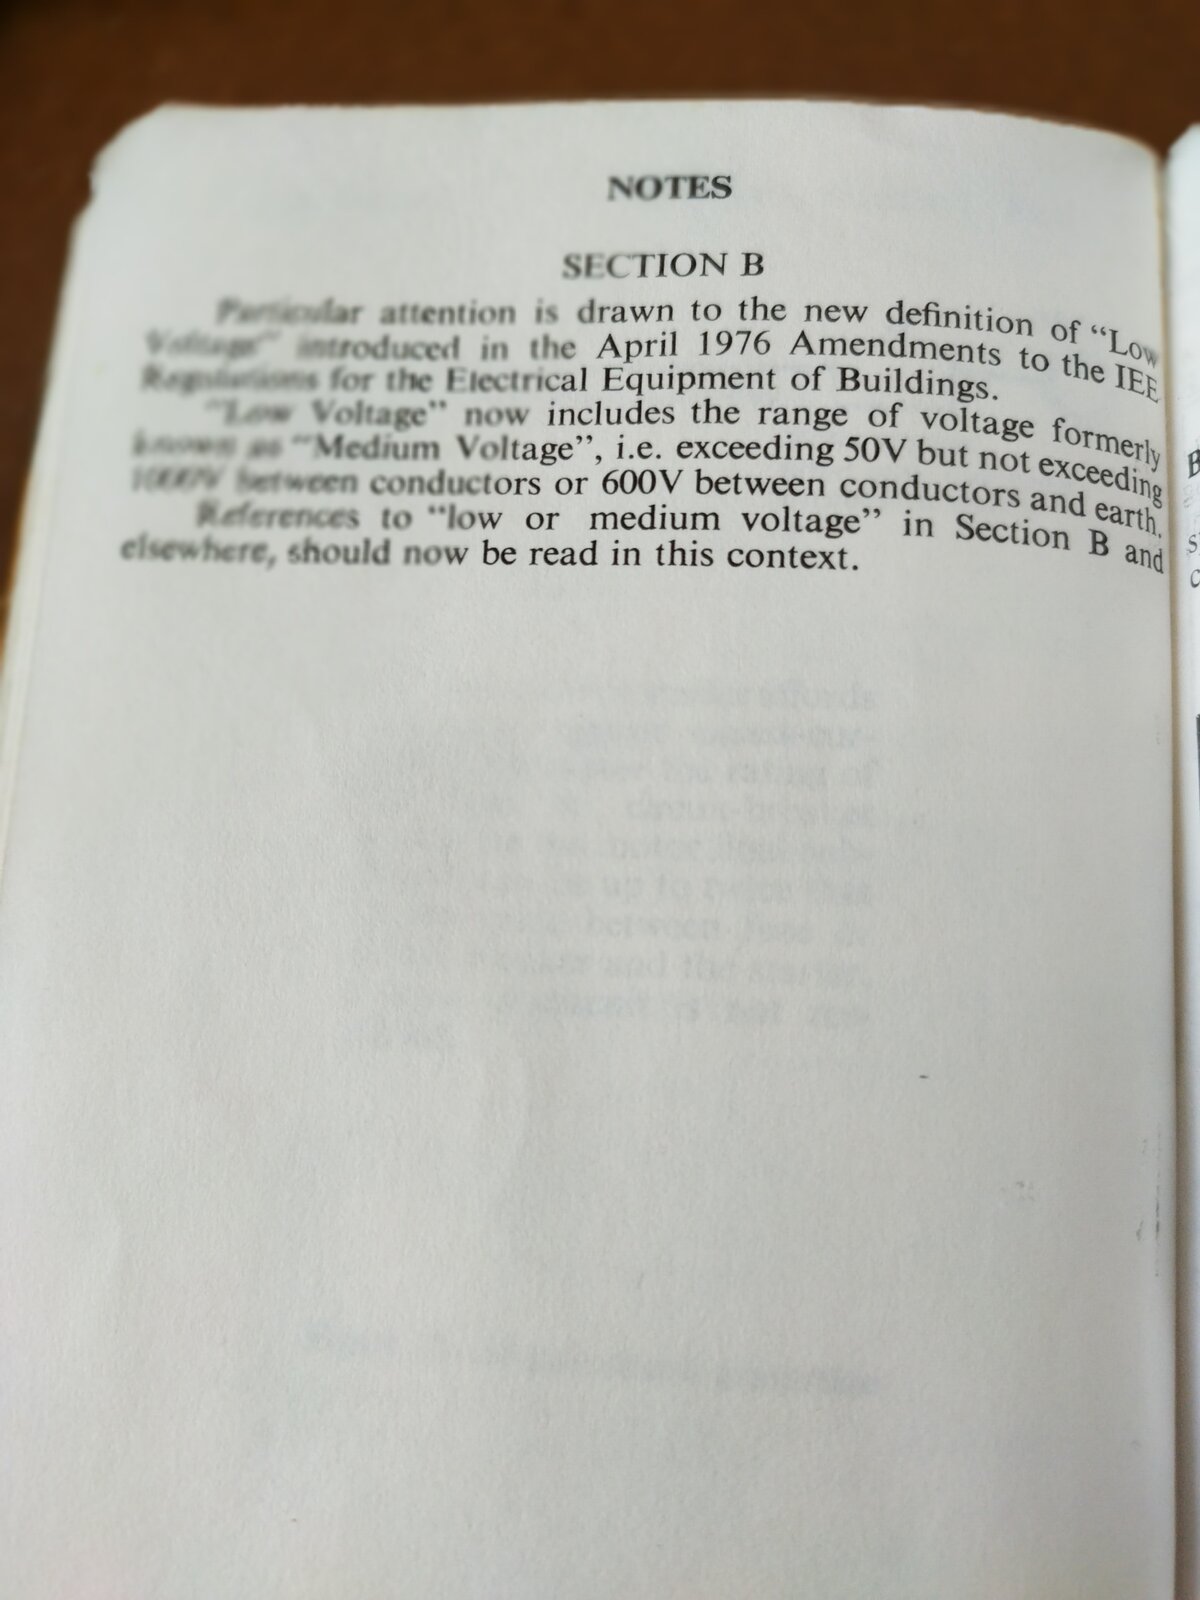 NOTES
SECTION B
Particular attention is drawn to the new definition of “Low
Voltage” introduced in the April 1976 Amendments to the IEE
Regulations for the Electrical Equipment of Buildings.
“Low Voltage” now includes the range of voltage formerly
known as “Medium Voltage”, i.e. exceeding 50V but not exceeding
1000V between conductors or 600V between conductors and earth.
References to “low or medium voltage” in Section B and
elsewhere, should now be read in this context.